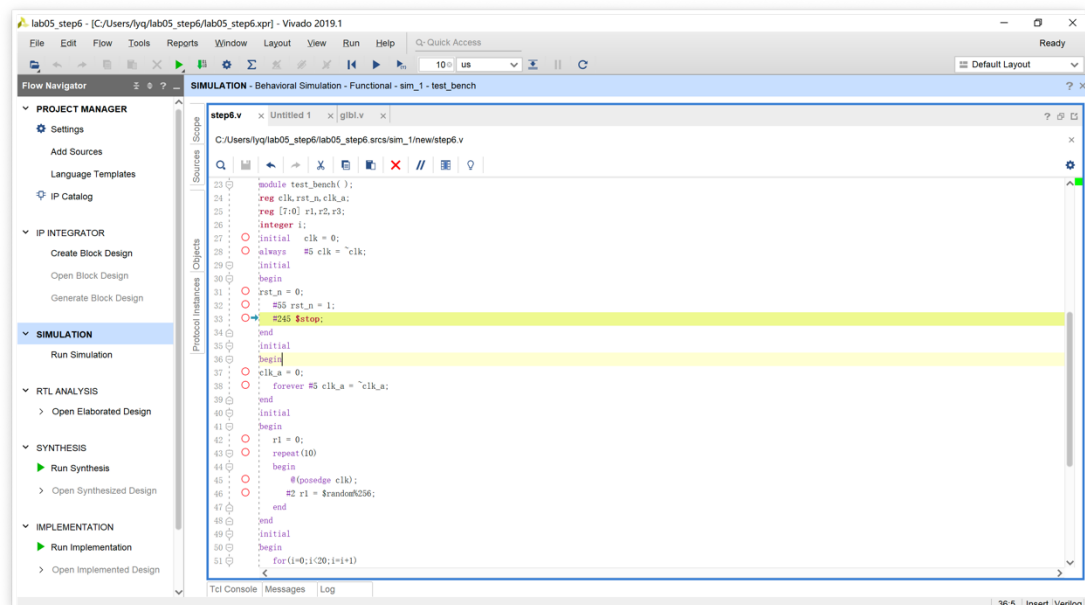 lab05_step6 - [C:/Users/lyq/lab05_step6/lab05_step6.xpr] - Vivado 2019.1
File Edit Flow Tools Reports Window Layout View Run Help Q- Quick Access Ready
10 us Default Layout
Flow Navigator ? SIMULATION - Behavioral Simulation - Functional - sim_1 - test_bench ? ×
PROJECT MANAGER
Settings
Add Sources
Language Templates
IP Catalog
IP INTEGRATOR
Create Block Design
Open Block Design
Generate Block Design
SIMULATION
Run Simulation
RTL ANALYSIS
Open Elaborated Design
SYNTHESIS
Run Synthesis
Open Synthesized Design
IMPLEMENTATION
Run Implementation
Open Implemented Design
Scope
Sources
Objects
Protocol Instances
step6.v × Untitled 1 × glbl.v × ?
C:/Users/lyq/lab05_step6/lab05_step6.srcs/sim_1/new/step6.v ×
23 module test_bench( );
24 reg clk,rst_n,clk_a;
25 reg [7:0] r1,r2,r3;
26 integer i;
27 initial clk = 0;
28 always #5 clk = ~clk;
29 initial
30 begin
31 rst_n = 0;
32 #55 rst_n = 1;
33 #245 $stop;
34 end
35 initial
36 begin
37 clk_a = 0;
38 forever #5 clk_a = ~clk_a;
39 end
40 initial
41 begin
42 r1 = 0;
43 repeat(10)
44 begin
45 @(posedge clk);
46 #2 r1 = $random%256;
47 end
48 end
49 initial
50 begin
51 for(i=0;i<20;i=i+1)
Tcl Console Messages Log
36:5 Insert Verilog